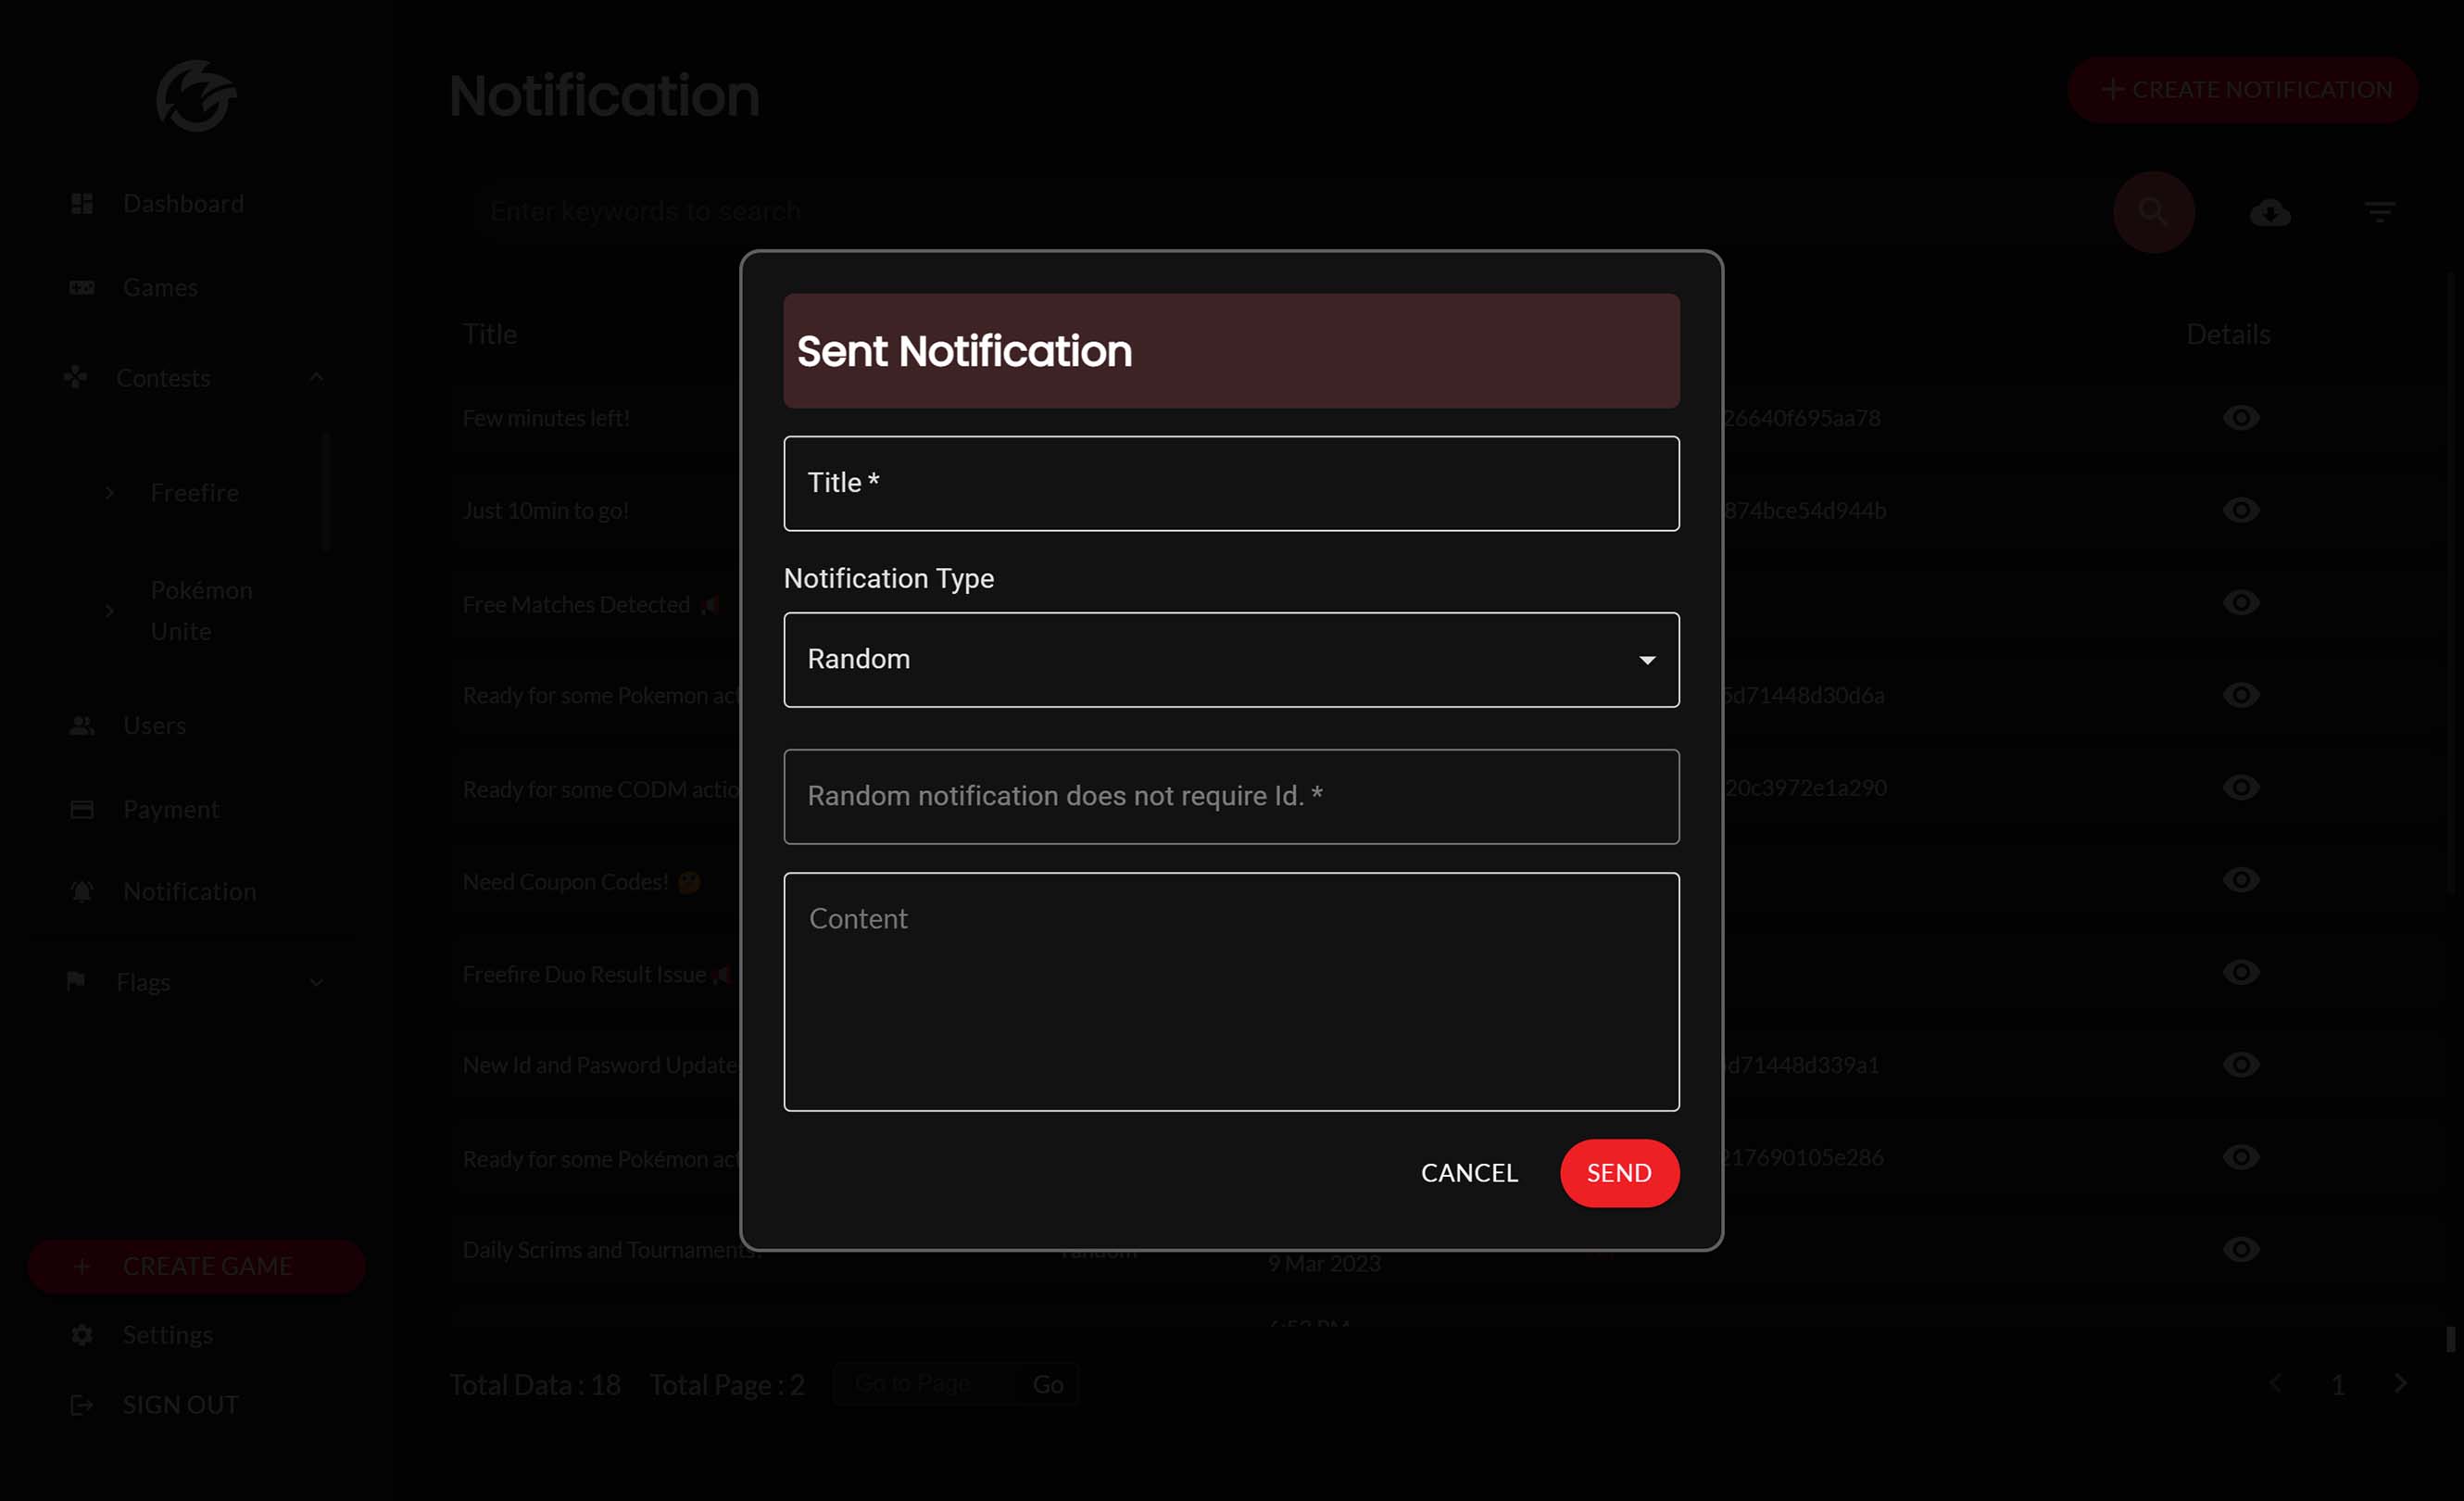 Notification
CREATE NOTIFICATION
Dashboard
Enter keywords to search
Games
Title
Details
Contests
Sent Notification
Few minutes left!
26640f695aa78
Title *
Freefire
Just 10min to go!
874bce54d944b
Notification Type
Pokémon
Unite
Free Matches Detected 📢
Random
Ready for some Pokemon act
5d71448d30d6a
Users
Random notification does not require Id. *
Payment
Ready for some CODM actio
20c3972e1a290
Notification
Need Coupon Codes! 🤔
Content
Flags
Freefire Duo Result Issue 📢
New Id and Pasword Update
d71448d339a1
Ready for some Pokémon act
217690105e286
CANCEL
SEND
Daily Scrims and Tournaments.
random
9 Mar 2023
CREATE GAME
6:52 PM
Settings
Total Data : 18
Total Page : 2
Go to Page
Go
1
SIGN OUT